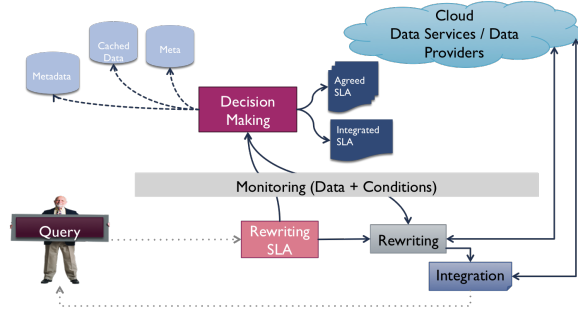 Cloud
Data Services / Data
Providers
Cached
Data
Meta
Metadata
Agreed
SLA
Decision
Making
Integrated
SLA
Monitoring (Data + Conditions)
Query
Rewriting
SLA
Rewriting
Integration